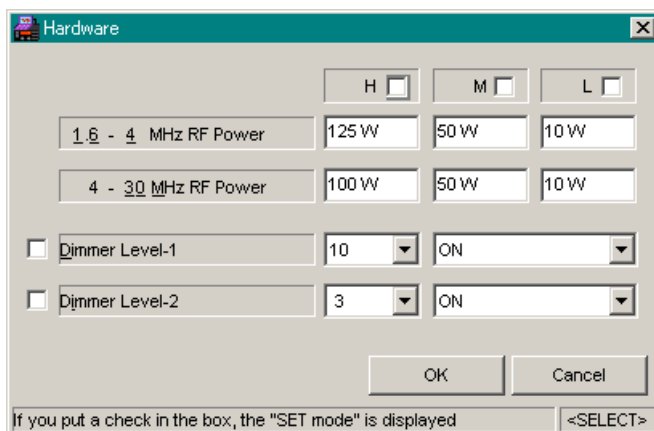 Hardware
H M L
1.6 - 4 MHz RF Power 125 W 50 W 10 W
4 - 30 MHz RF Power 100 W 50 W 10 W
Dimmer Level-1 10 ON
Dimmer Level-2 3 ON
OK Cancel
If you put a check in the box, the "SET mode" is displayed <SELECT>